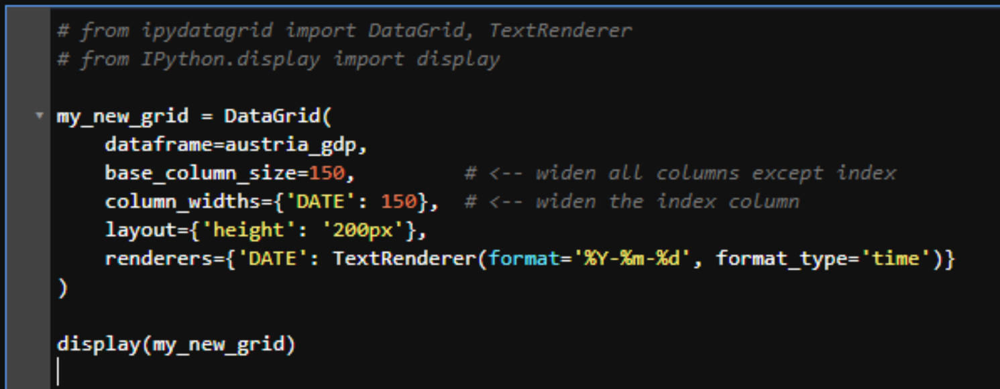 # from ipydatagrid import DataGrid, TextRenderer
# from IPython.display import display
my_new_grid = DataGrid(
dataframe=austria_gdp,
base_column_size=150, # <-- widen all columns except index
column_widths={'DATE': 150}, # <-- widen the index column
layout={'height': '200px'},
renderers={'DATE': TextRenderer(format='%Y-%m-%d', format_type='time')}
)
display(my_new_grid)